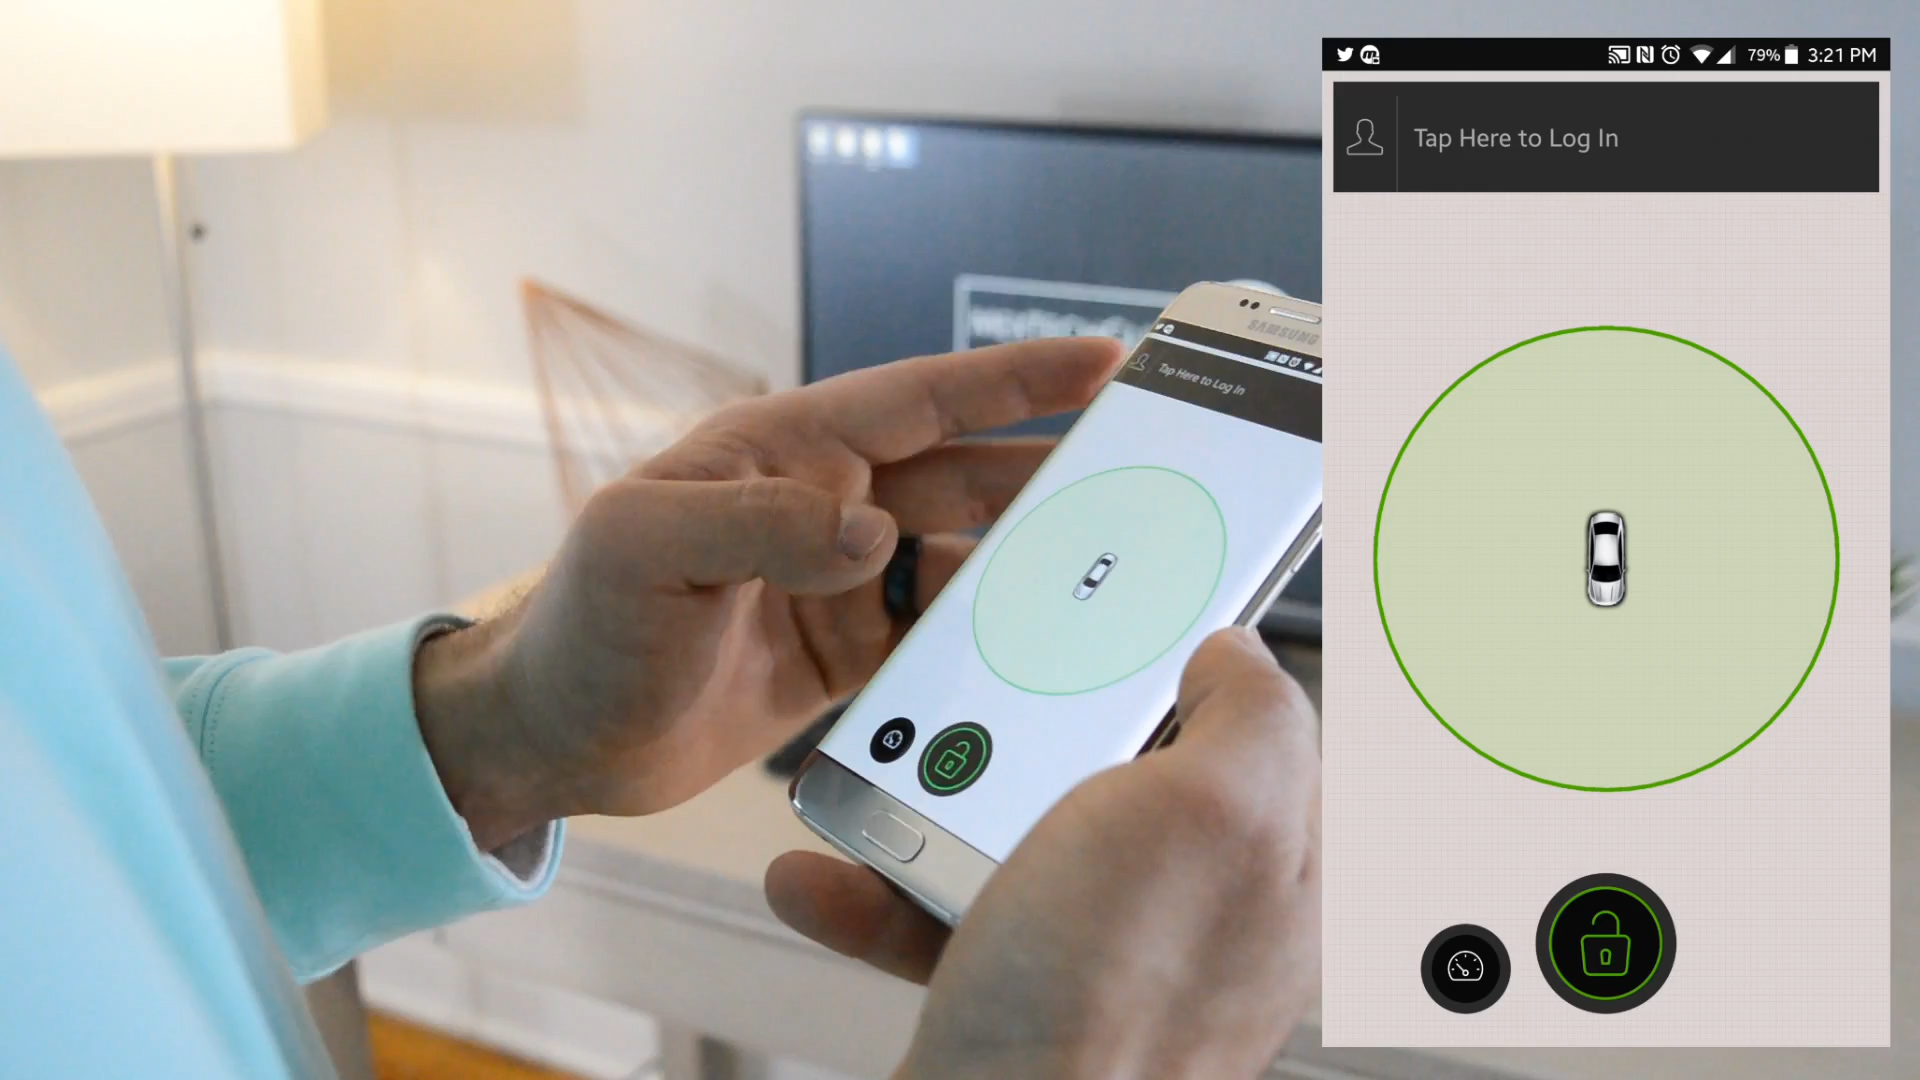 79% 3:21 PM
Tap Here to Log In
SAMSUNG
Tap Here to Log In